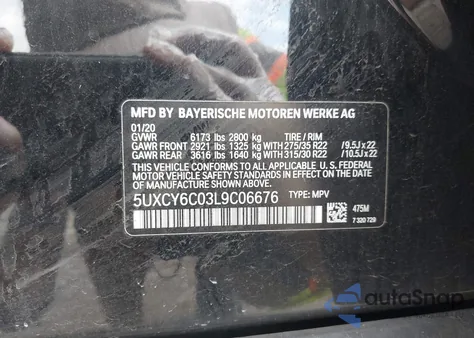 MFD BY BAYERISCHE MOTOREN WERKE AG
01/20
GVWR 6173 lbs 2800 kg TIRE / RIM
GAWR FRONT 2921 lbs 1325 kg WITH 275/35 R22 / 9.5J x 22
GAWR REAR 3616 lbs 1640 kg WITH 315/30 R22 / 10.5J x 22
THIS VEHICLE CONFORMS TO ALL APPLICABLE U. S. FEDERAL
MOTOR VEHICLE SAFETY STANDARDS IN EFFECT ON THE
DATE OF MANUFACTURE SHOWN ABOVE.
5UXCY6C03L9C06676 TYPE: MPV
475M
7 320 729
autoSnap